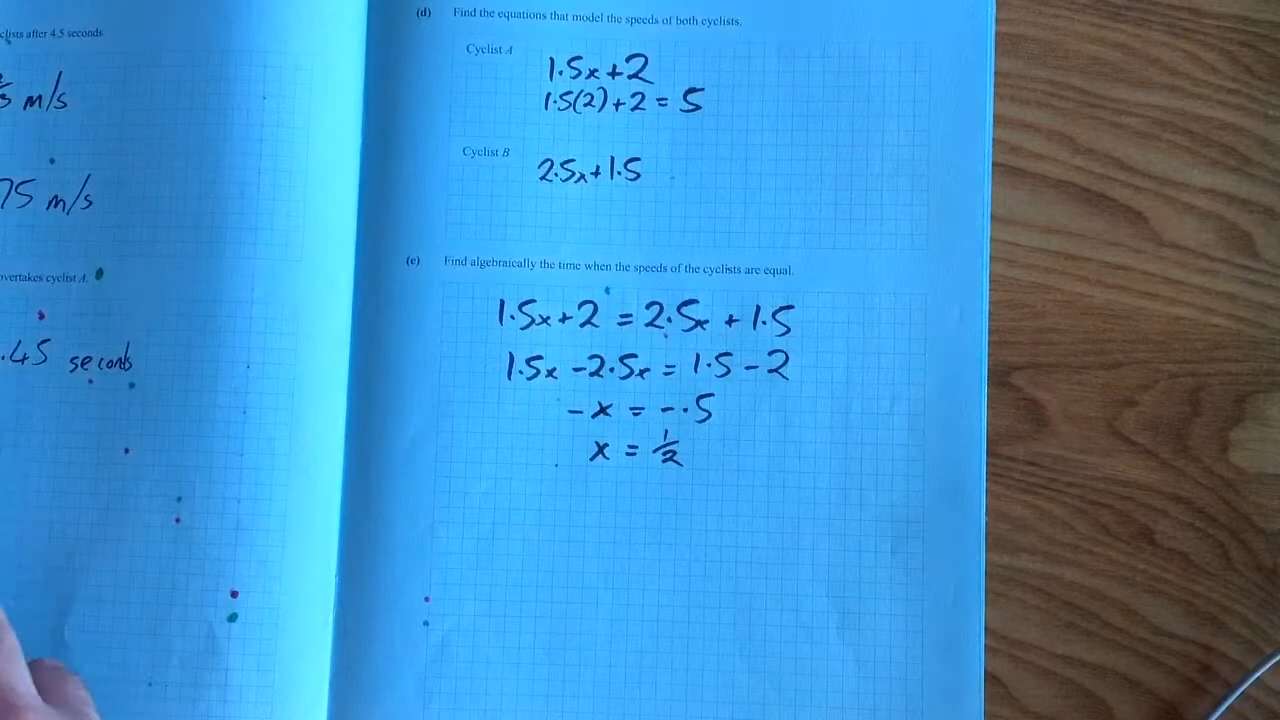 clists after 4.5 seconds
m/s
75 m/s
overtakes cyclist A.
.45 seconds
(d) Find the equations that model the speeds of both cyclists.
Cyclist A
1.5x+2
1.5(2)+2=5
Cyclist B
2.5x+1.5
(e) Find algebraically the time when the speeds of the cyclists are equal.
1.5x+2=2.5x+1.5
1.5x-2.5x=1.5-2
-x=-.5
x=1/2